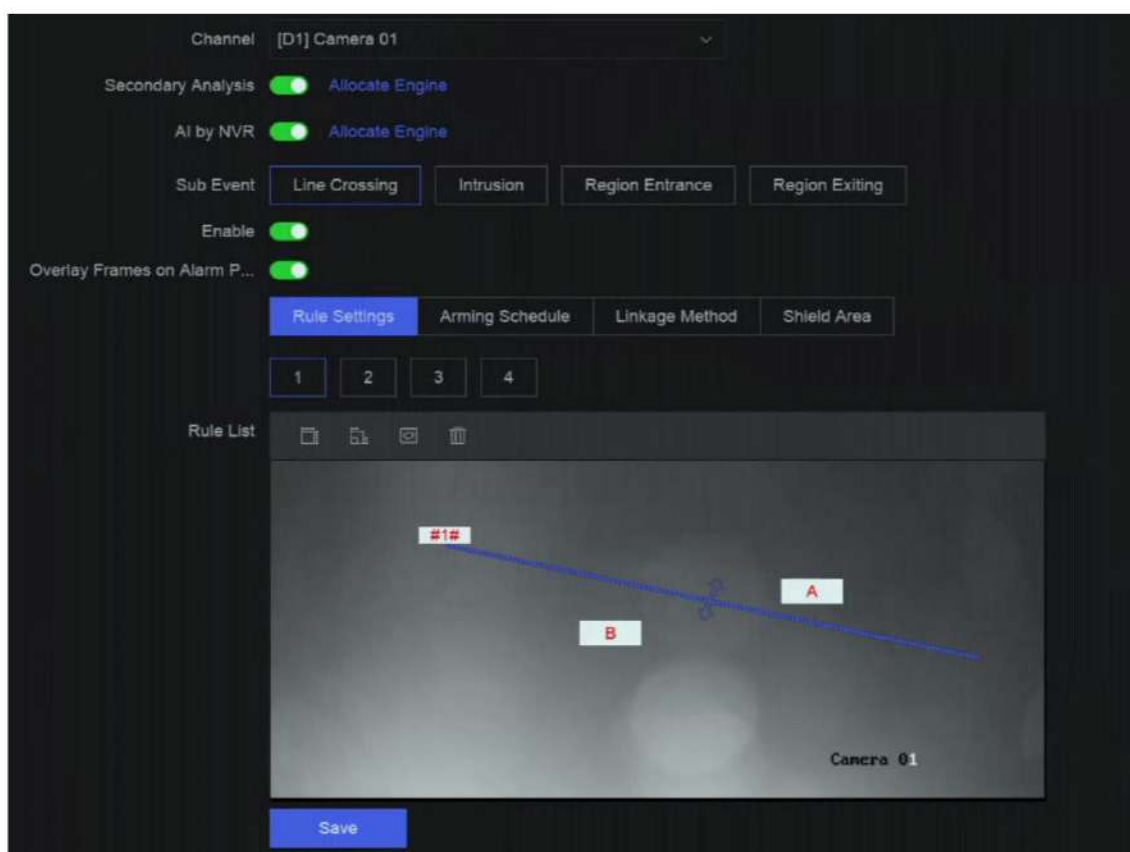 Channel [D1] Camera 01
Secondary Analysis Allocate Engine
AI by NVR Allocate Engine
Sub Event Line Crossing Intrusion Region Entrance Region Exiting
Enable
Overlay Frames on Alarm P...
Rule Settings Arming Schedule Linkage Method Shield Area
1 2 3 4
Rule List
#1#
A
B
Camera 01
Save